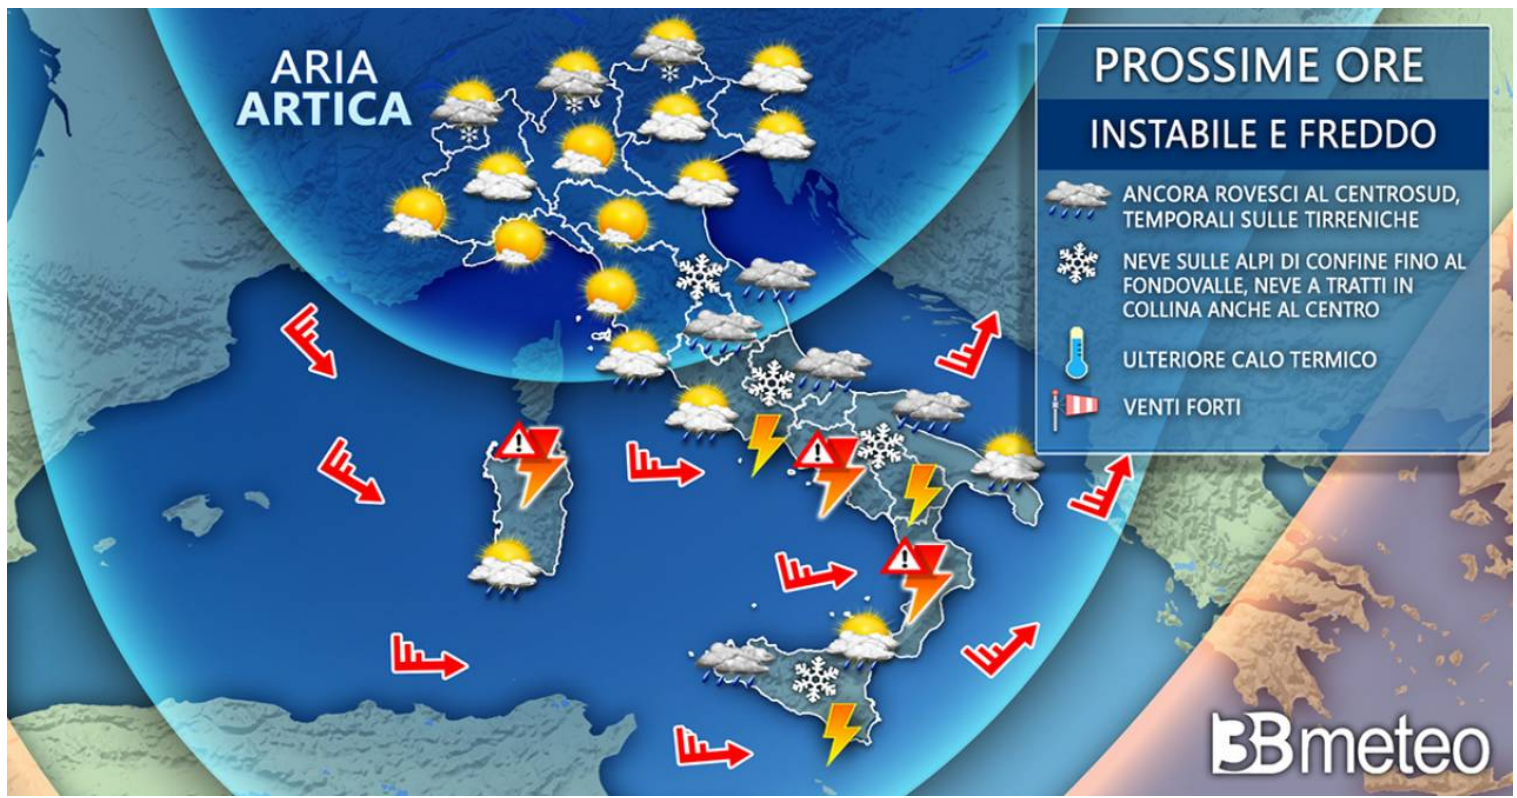 ARIA
ARTICA
PROSSIME ORE
INSTABILE E FREDDO
ANCORA ROVESCI AL CENTROSUD,
TEMPORALI SULLE TIRRENICHE
NEVE SULLE ALPI DI CONFINE FINO AL
FONDOVALLE, NEVE A TRATTI IN
COLLINA ANCHE AL CENTRO
ULTERIORE CALO TERMICO
VENTI FORTI
3Bmeteo